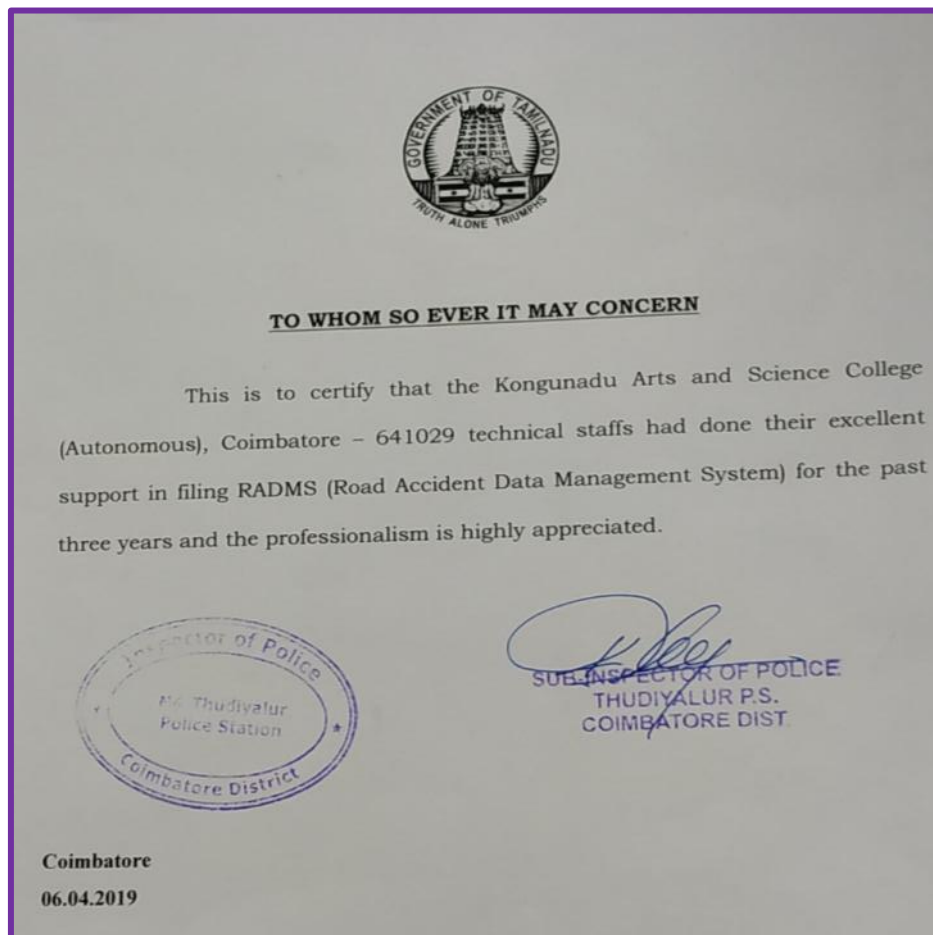 GOVERNMENT OF TAMILNADU
TRUTH ALONE TRIUMPHS
TO WHOM SO EVER IT MAY CONCERN
This is to certify that the Kongunadu Arts and Science College
(Autonomous), Coimbatore – 641029 technical staffs had done their excellent
support in filing RADMS (Road Accident Data Management System) for the past
three years and the professionalism is highly appreciated.
Inspector of Police
Thudiyalur
Police Station
Coimbatore District
SUB-INSPECTOR OF POLICE
THUDIYALUR P.S.
COIMBATORE DIST.
Coimbatore
06.04.2019